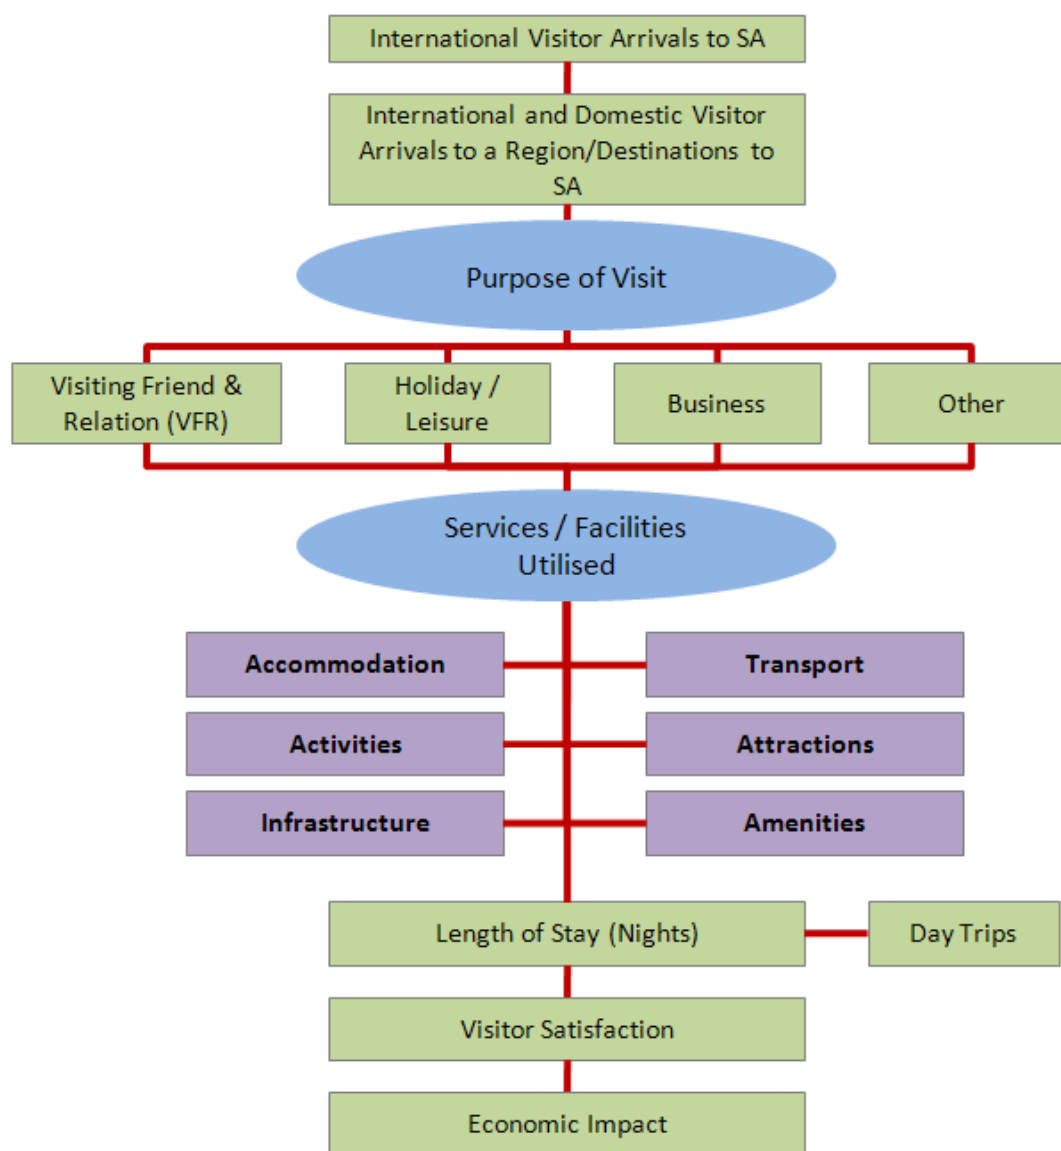 International Visitor Arrivals to SA
International and Domestic Visitor
Arrivals to a Region/Destinations to
SA
Purpose of Visit
Visiting Friend &
Relation (VFR)
Holiday /
Leisure
Business
Other
Services / Facilities
Utilised
Accommodation
Transport
Activities
Attractions
Infrastructure
Amenities
Length of Stay (Nights)
Day Trips
Visitor Satisfaction
Economic Impact